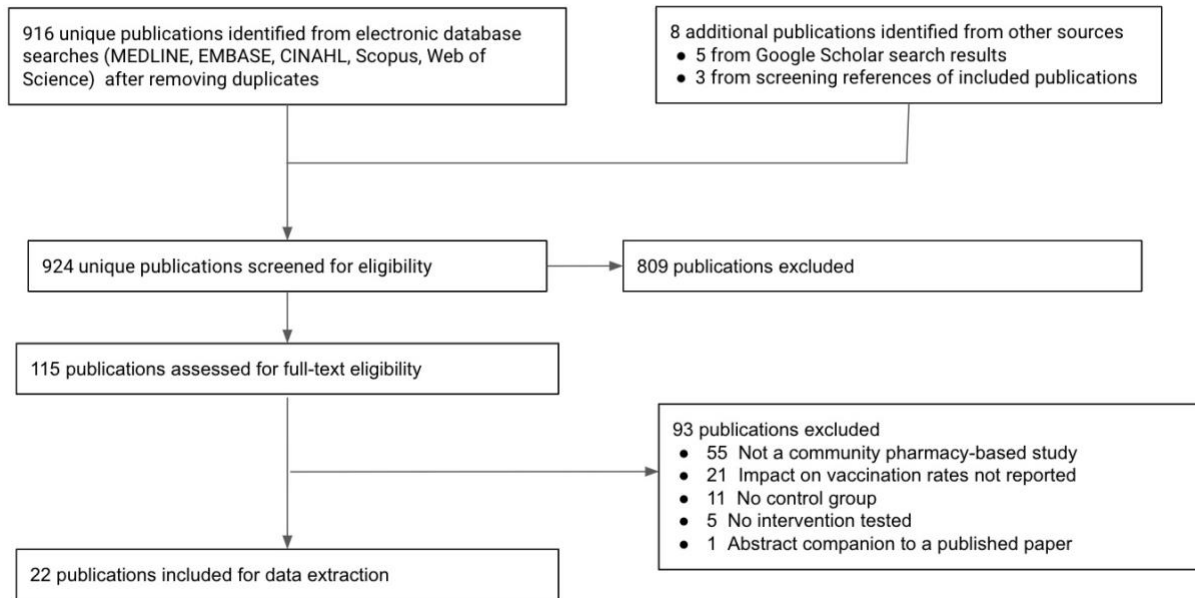 916 unique publications identified from electronic database
searches (MEDLINE, EMBASE, CINAHL, Scopus, Web of
Science) after removing duplicates
8 additional publications identified from other sources
● 5 from Google Scholar search results
● 3 from screening references of included publications
924 unique publications screened for eligibility
809 publications excluded
115 publications assessed for full-text eligibility
93 publications excluded
● 55 Not a community pharmacy-based study
● 21 Impact on vaccination rates not reported
● 11 No control group
● 5 No intervention tested
● 1 Abstract companion to a published paper
22 publications included for data extraction